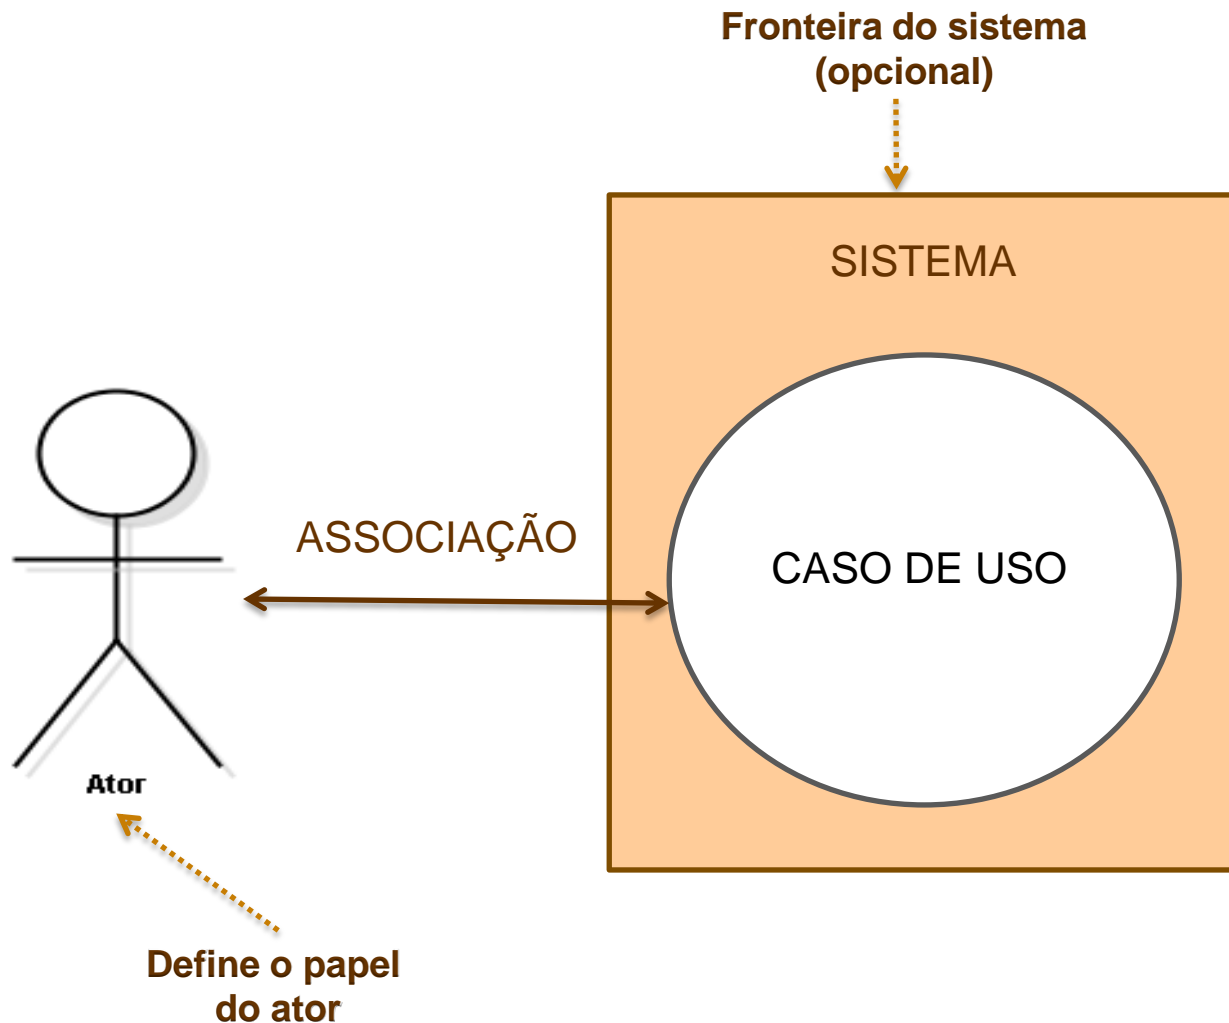 Fronteira do sistema
(opcional)
SISTEMA
ASSOCIAÇÃO
CASO DE USO
Ator
Define o papel
do ator